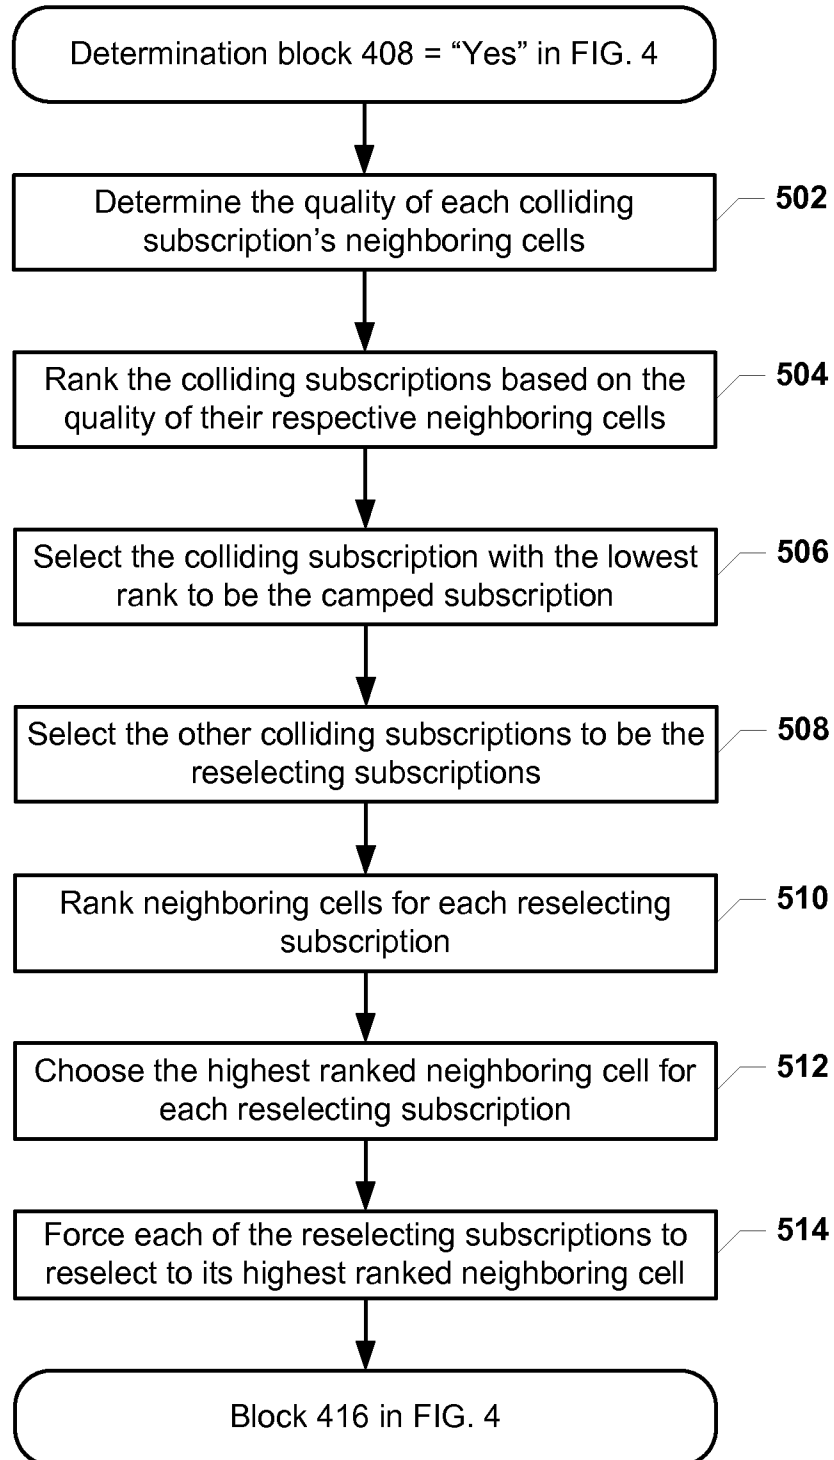 Determination block 408 = “Yes” in FIG. 4
Determine the quality of each colliding
subscription’s neighboring cells
502
Rank the colliding subscriptions based on the
quality of their respective neighboring cells
504
Select the colliding subscription with the lowest
rank to be the camped subscription
506
Select the other colliding subscriptions to be the
reselecting subscriptions
508
Rank neighboring cells for each reselecting
subscription
510
Choose the highest ranked neighboring cell for
each reselecting subscription
512
Force each of the reselecting subscriptions to
reselect to its highest ranked neighboring cell
514
Block 416 in FIG. 4